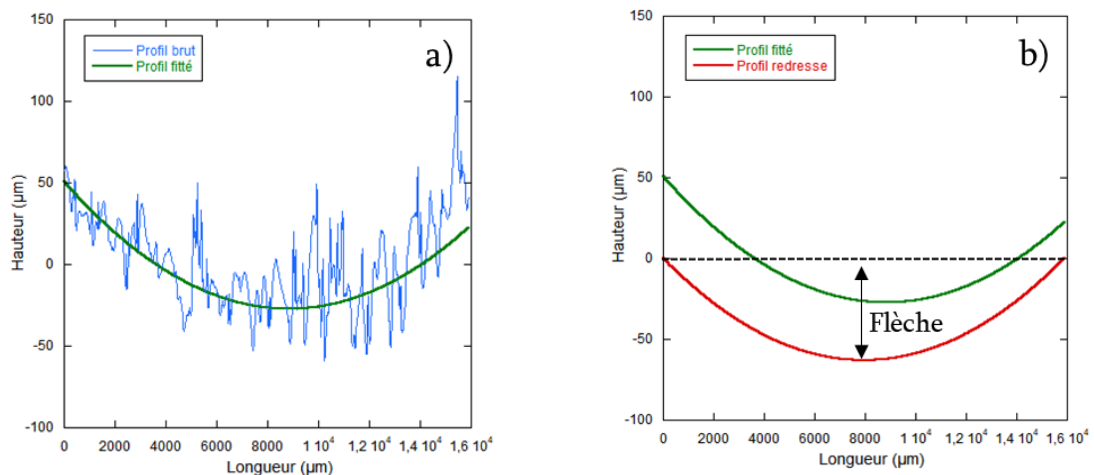 a)
Profil brut
Profil fitté
Hauteur (µm)
150
100
50
0
-50
-100
0 2000 4000 6000 8000 1 10⁴ 1,2 10⁴ 1,4 10⁴ 1,6 10⁴
Longueur (µm)
b)
Profil fitté
Profil redresse
Hauteur (µm)
150
100
50
0
-50
-100
Flèche
0 2000 4000 6000 8000 1 10⁴ 1,2 10⁴ 1,4 10⁴ 1,6 10⁴
Longueur (µm)